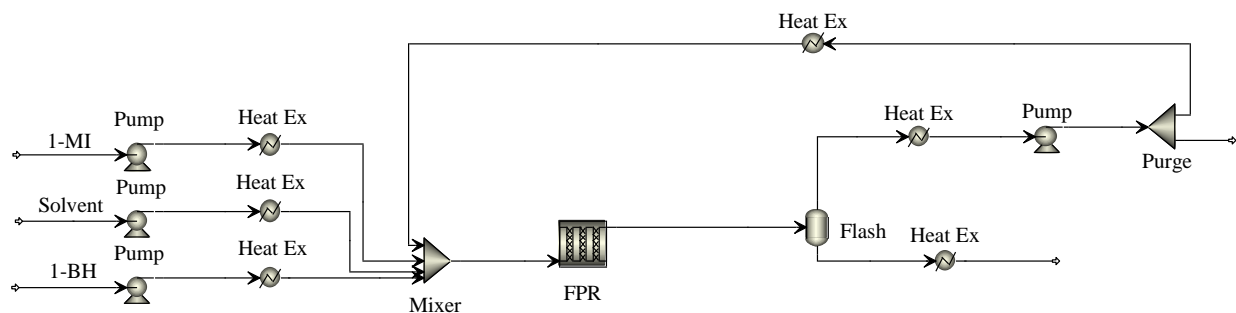 Heat Ex
Pump
Heat Ex
1-MI
Heat Ex
Pump
Purge
Pump
Heat Ex
Solvent
Flash
Heat Ex
Pump
Heat Ex
1-BH
FPR
Mixer